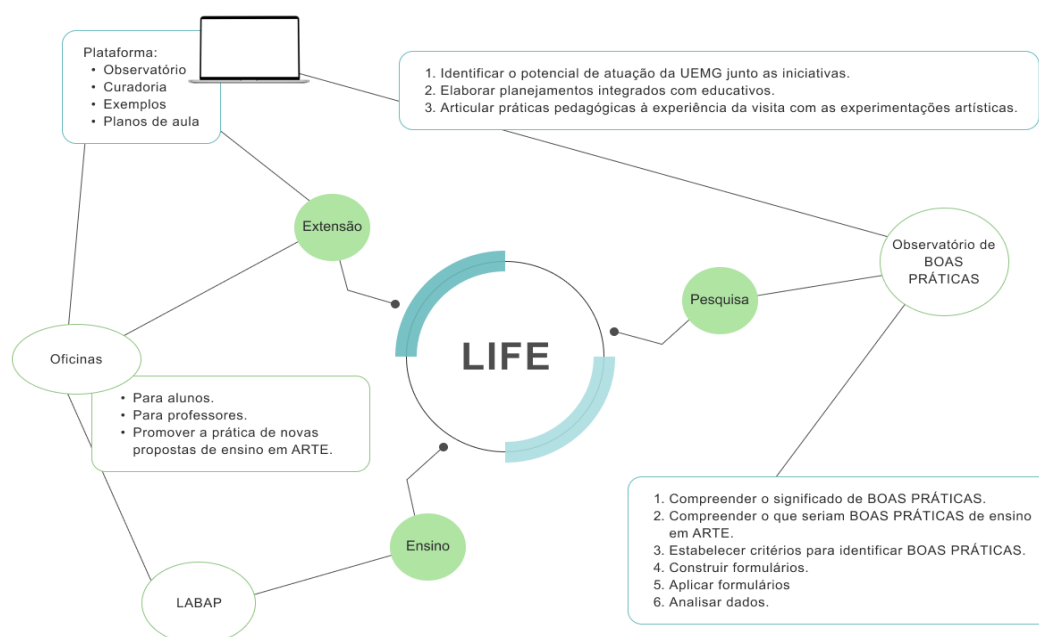 Plataforma:
• Observatório
• Curadoria
• Exemplos
• Planos de aula
1. Identificar o potencial de atuação da UEMG junto as iniciativas.
2. Elaborar planejamentos integrados com educativos.
3. Articular práticas pedagógicas à experiência da visita com as experimentações artísticas.
Extensão
Observatório de
BOAS
PRÁTICAS
Pesquisa
LIFE
Oficinas
• Para alunos.
• Para professores.
• Promover a prática de novas
propostas de ensino em ARTE.
Ensino
LABAP
1. Compreender o significado de BOAS PRÁTICAS.
2. Compreender o que seriam BOAS PRÁTICAS de ensino
em ARTE.
3. Estabelecer critérios para identificar BOAS PRÁTICAS.
4. Construir formulários.
5. Aplicar formulários
6. Analisar dados.